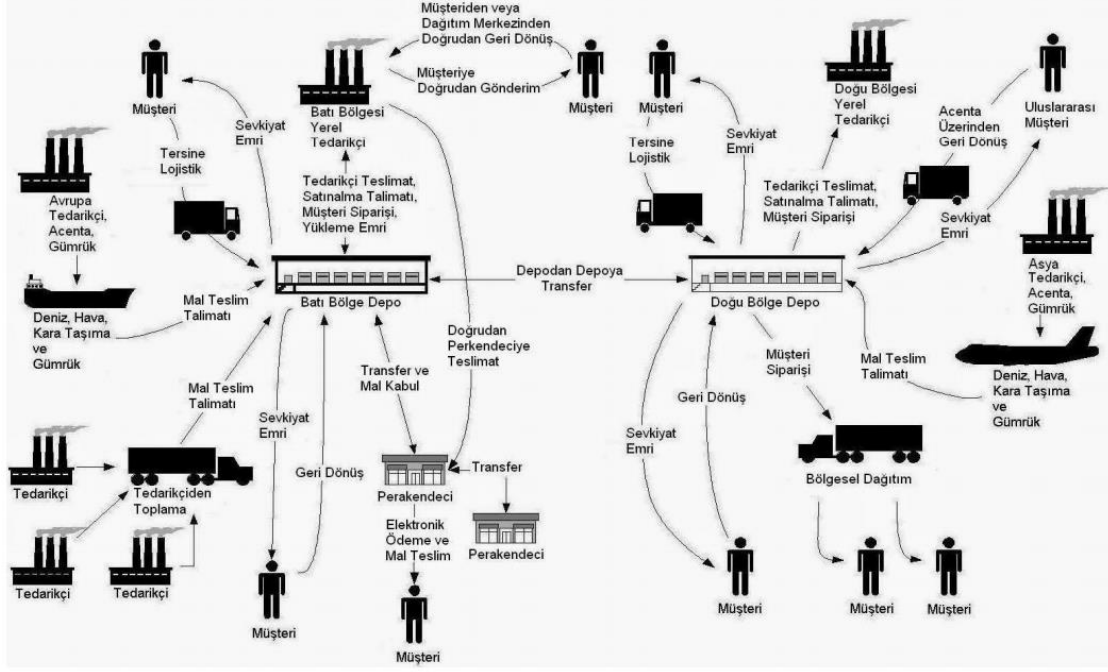 Müşteriden veya
Dağıtım Merkezinden
Doğrudan Geri Dönüş
Müşteriye
Doğrudan Gönderim
Müşteri
Müşteri
Batı Bölgesi
Yerel
Tedarikçi
Müşteri
Doğu Bölgesi
Yerel
Tedarikçi
Uluslararası
Müşteri
Acenta
Üzerinden
Geri Dönüş
Sevkiyat
Emri
Tersine
Lojistik
Tersine
Lojistik
Sevkiyat
Emri
Avrupa
Tedarikçi,
Acenta,
Gümrük
Tedarikçi Teslimat,
Satınalma Talimatı,
Müşteri Siparişi,
Yükleme Emri
Tedarikçi Teslimat,
Satınalma Talimatı,
Müşteri Siparişi
Sevkiyat
Emri
Asya
Tedarikçi,
Acenta,
Gümrük
Depodan Depoya
Transfer
Batı Bölge Depo
Doğu Bölge Depo
Mal Teslim
Talimatı
Deniz, Hava,
Kara Taşıma
ve
Gümrük
Doğrudan
Perkendeciye
Teslimat
Müşteri
Siparişi
Mal Teslim
Talimatı
Deniz, Hava,
Kara Taşıma
ve
Gümrük
Mal Teslim
Talimatı
Transfer ve
Mal Kabul
Sevkiyat
Emri
Geri Dönüş
Sevkiyat
Emri
Geri Dönüş
Tedarikçi
Tedarikçiden
Toplama
Perakendeci
Transfer
Bölgesel Dağıtım
Elektronik
Ödeme ve
Mal Teslim
Perakendeci
Tedarikçi
Tedarikçi
Müşteri
Müşteri
Müşteri
Müşteri
Müşteri